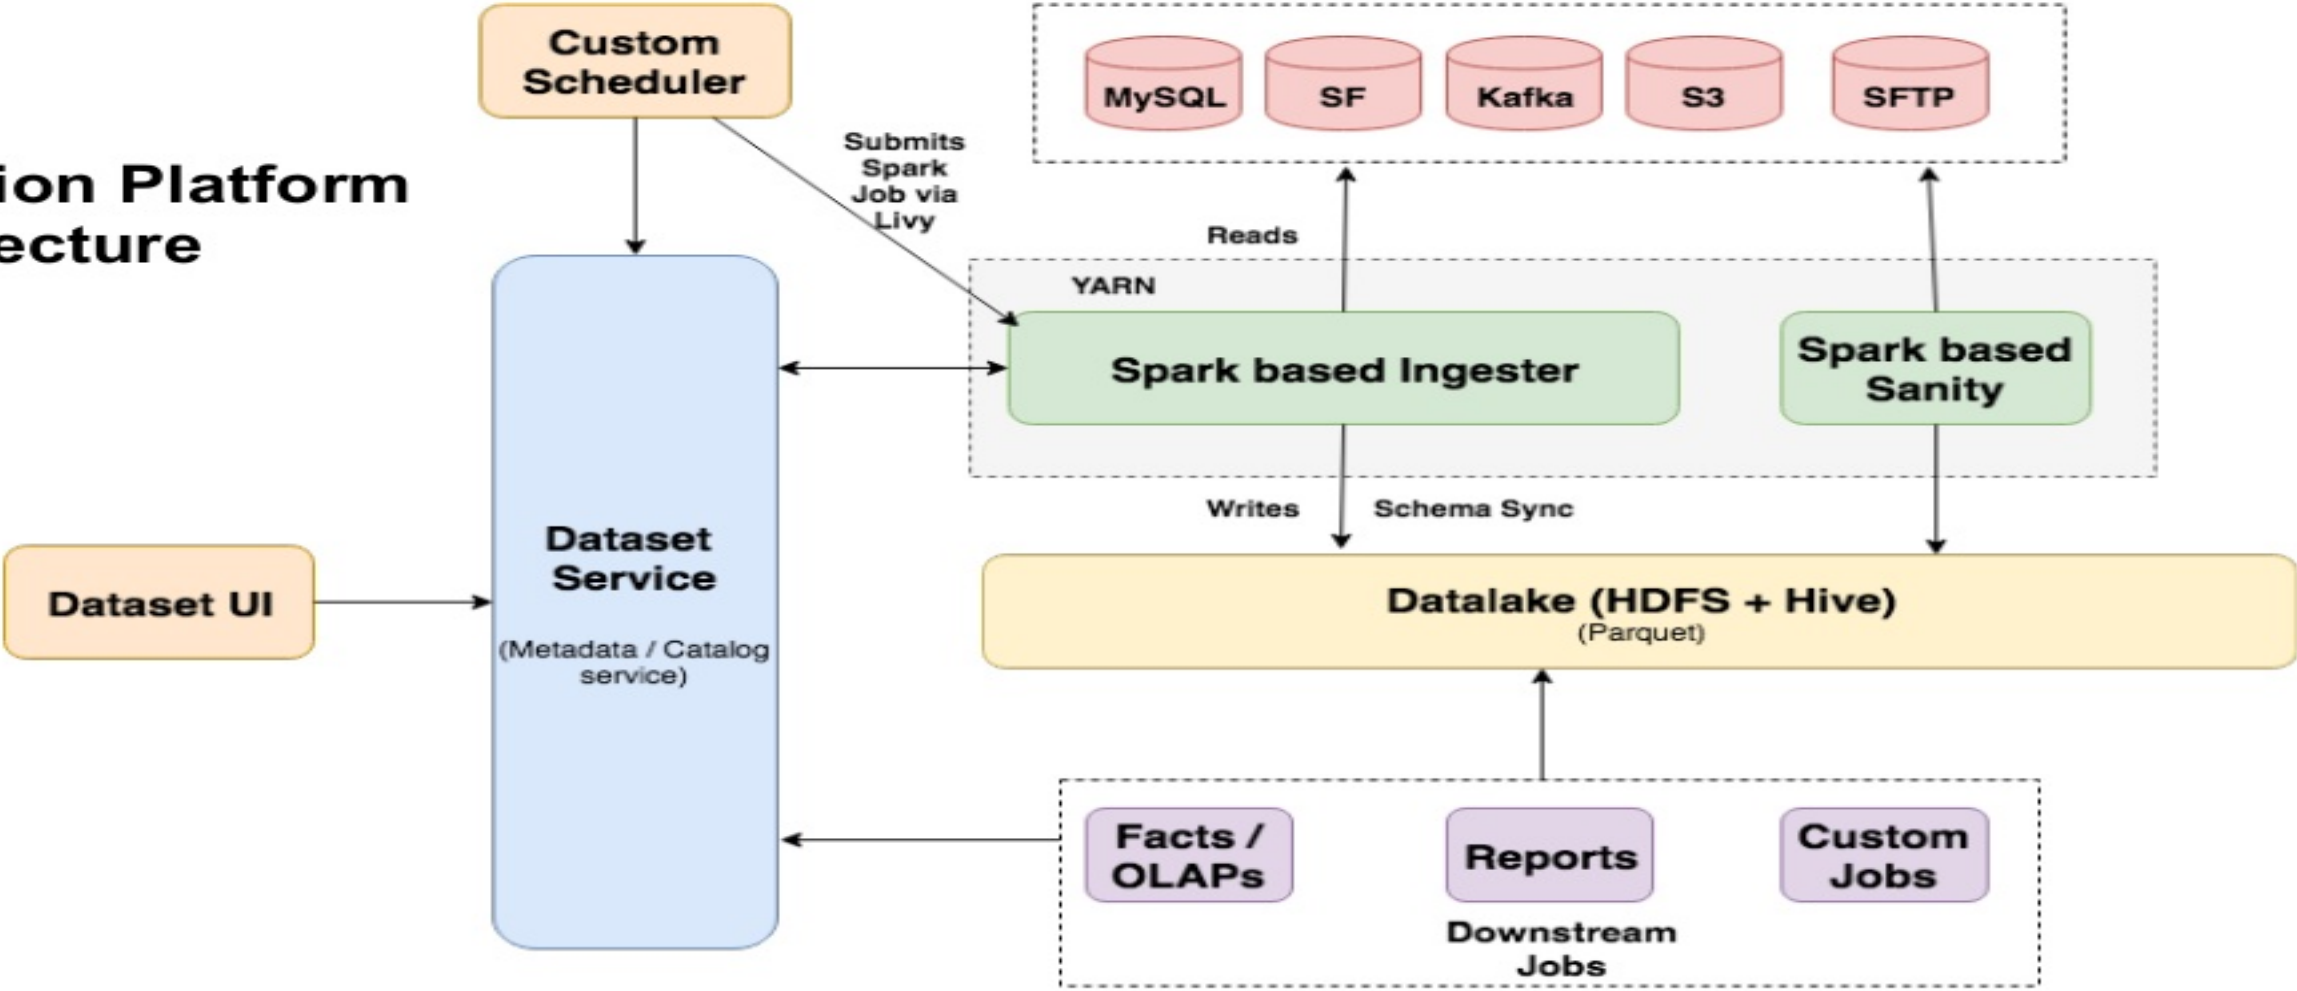 Custom
Scheduler
MySQL
SF
Kafka
S3
SFTP
Submits
Spark
Job via
Livy
ion Platform
ecture
Reads
YARN
Spark based Ingester
Spark based
Sanity
Writes
Schema Sync
Dataset
Service
(Metadata / Catalog
service)
Dataset UI
Datalake (HDFS + Hive)
(Parquet)
Facts /
OLAPs
Reports
Custom
Jobs
Downstream
Jobs